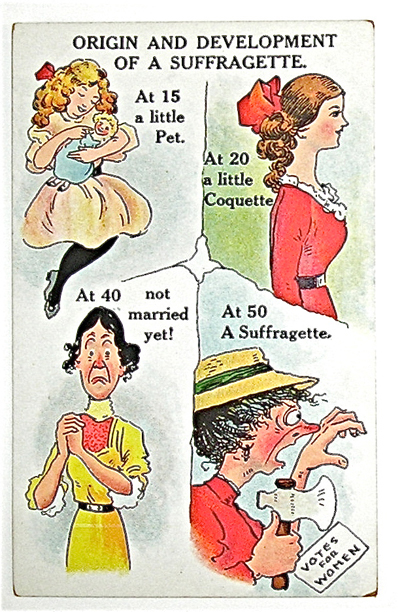 ORIGIN AND DEVELOPMENT
OF A SUFFRAGETTE.
At 15
a little
Pet.
At 20
a little
Coquette
At 40 not
married
yet!
At 50
A Suffragette.
VOTES
FOR
WOMEN